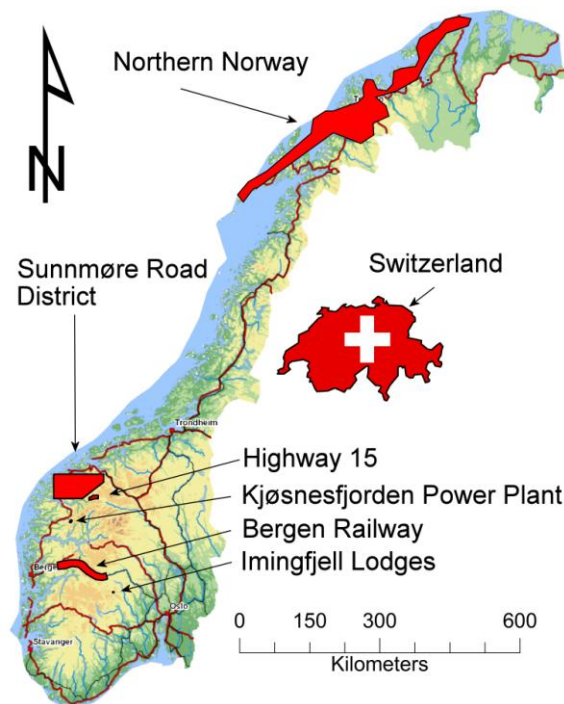 Northern Norway
N
Sunnmøre Road
District
Switzerland
Trondheim
Highway 15
Kjøsnesfjorden Power Plant
Bergen Railway
Imingfjell Lodges
Oslo
Stavanger
0 150 300 600
Kilometers